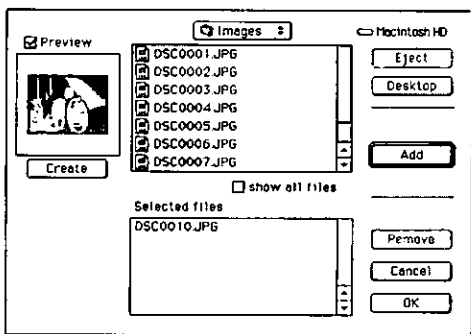 Images
Macintosh HD
Preview
DSC0001.JPG
DSC0002.JPG
DSC0003.JPG
DSC0004.JPG
DSC0005.JPG
DSC0006.JPG
DSC0007.JPG
Eject
Desktop
Create
Add
show all files
Selected files
DSC0010.JPG
Remove
Cancel
OK